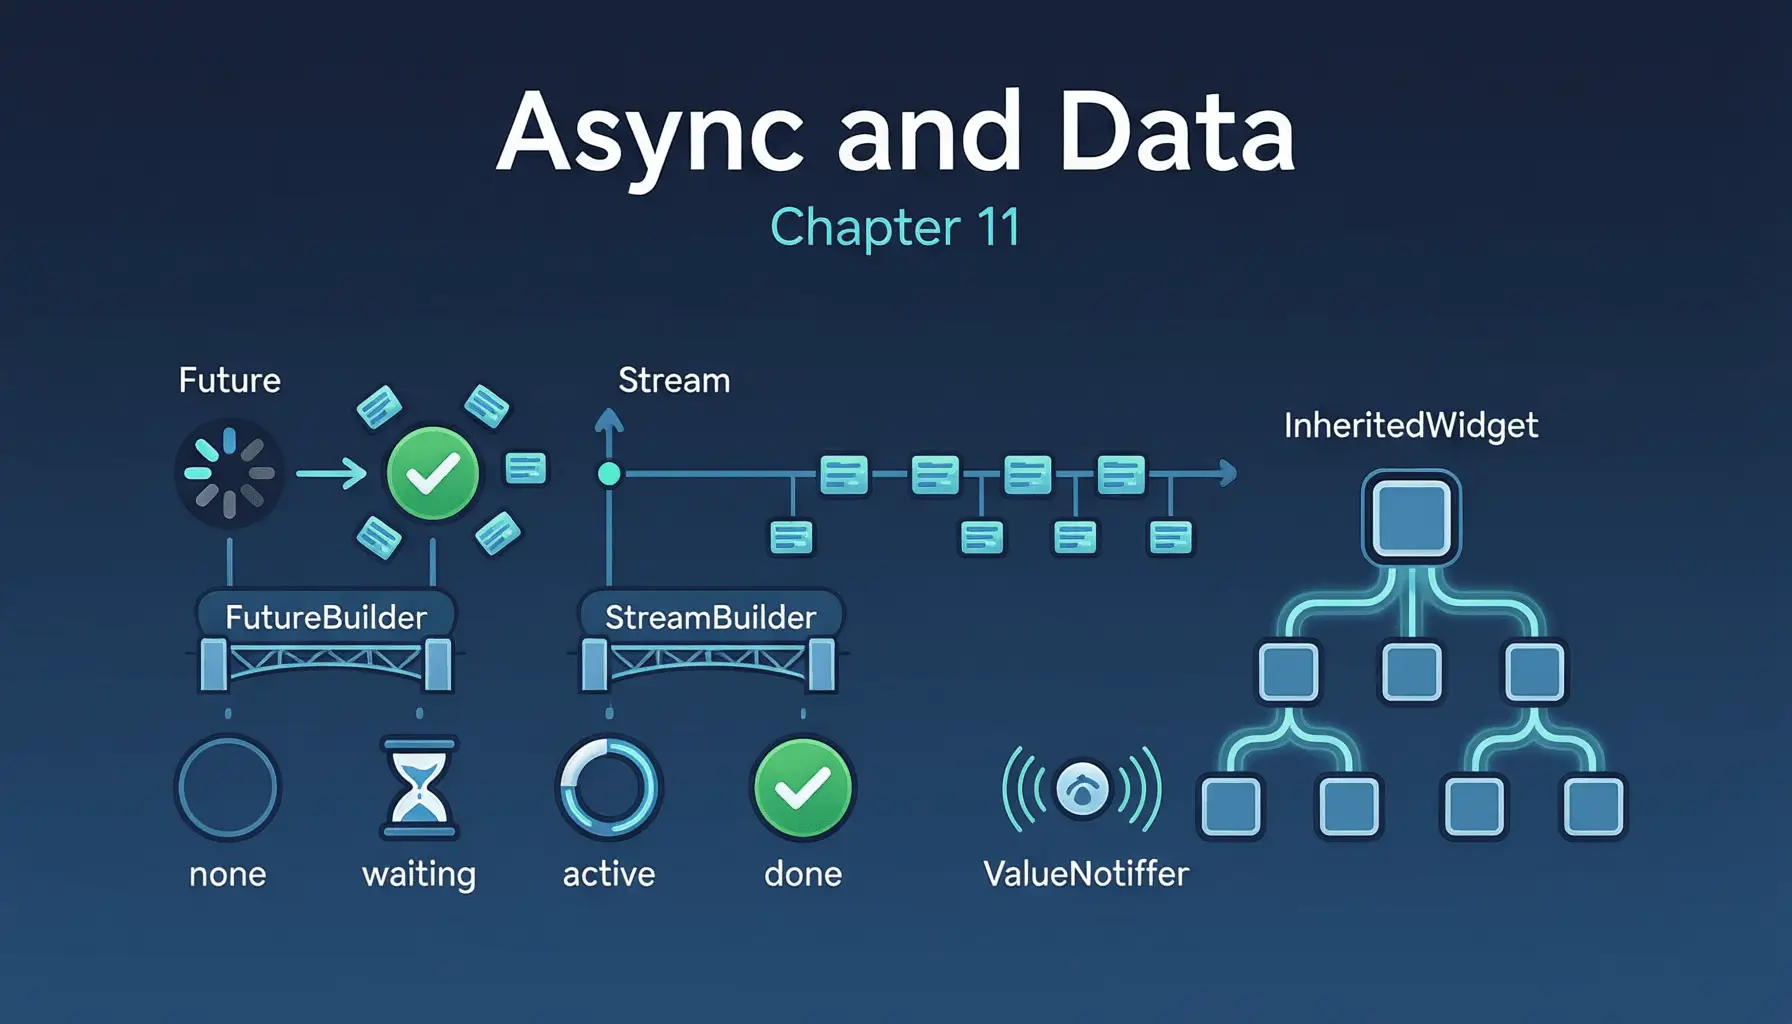 Async and Data
Chapter 11
Future
Stream
InheritedWidget
FutureBuilder
StreamBuilder
none
waiting
active
done
ValueNotiffer